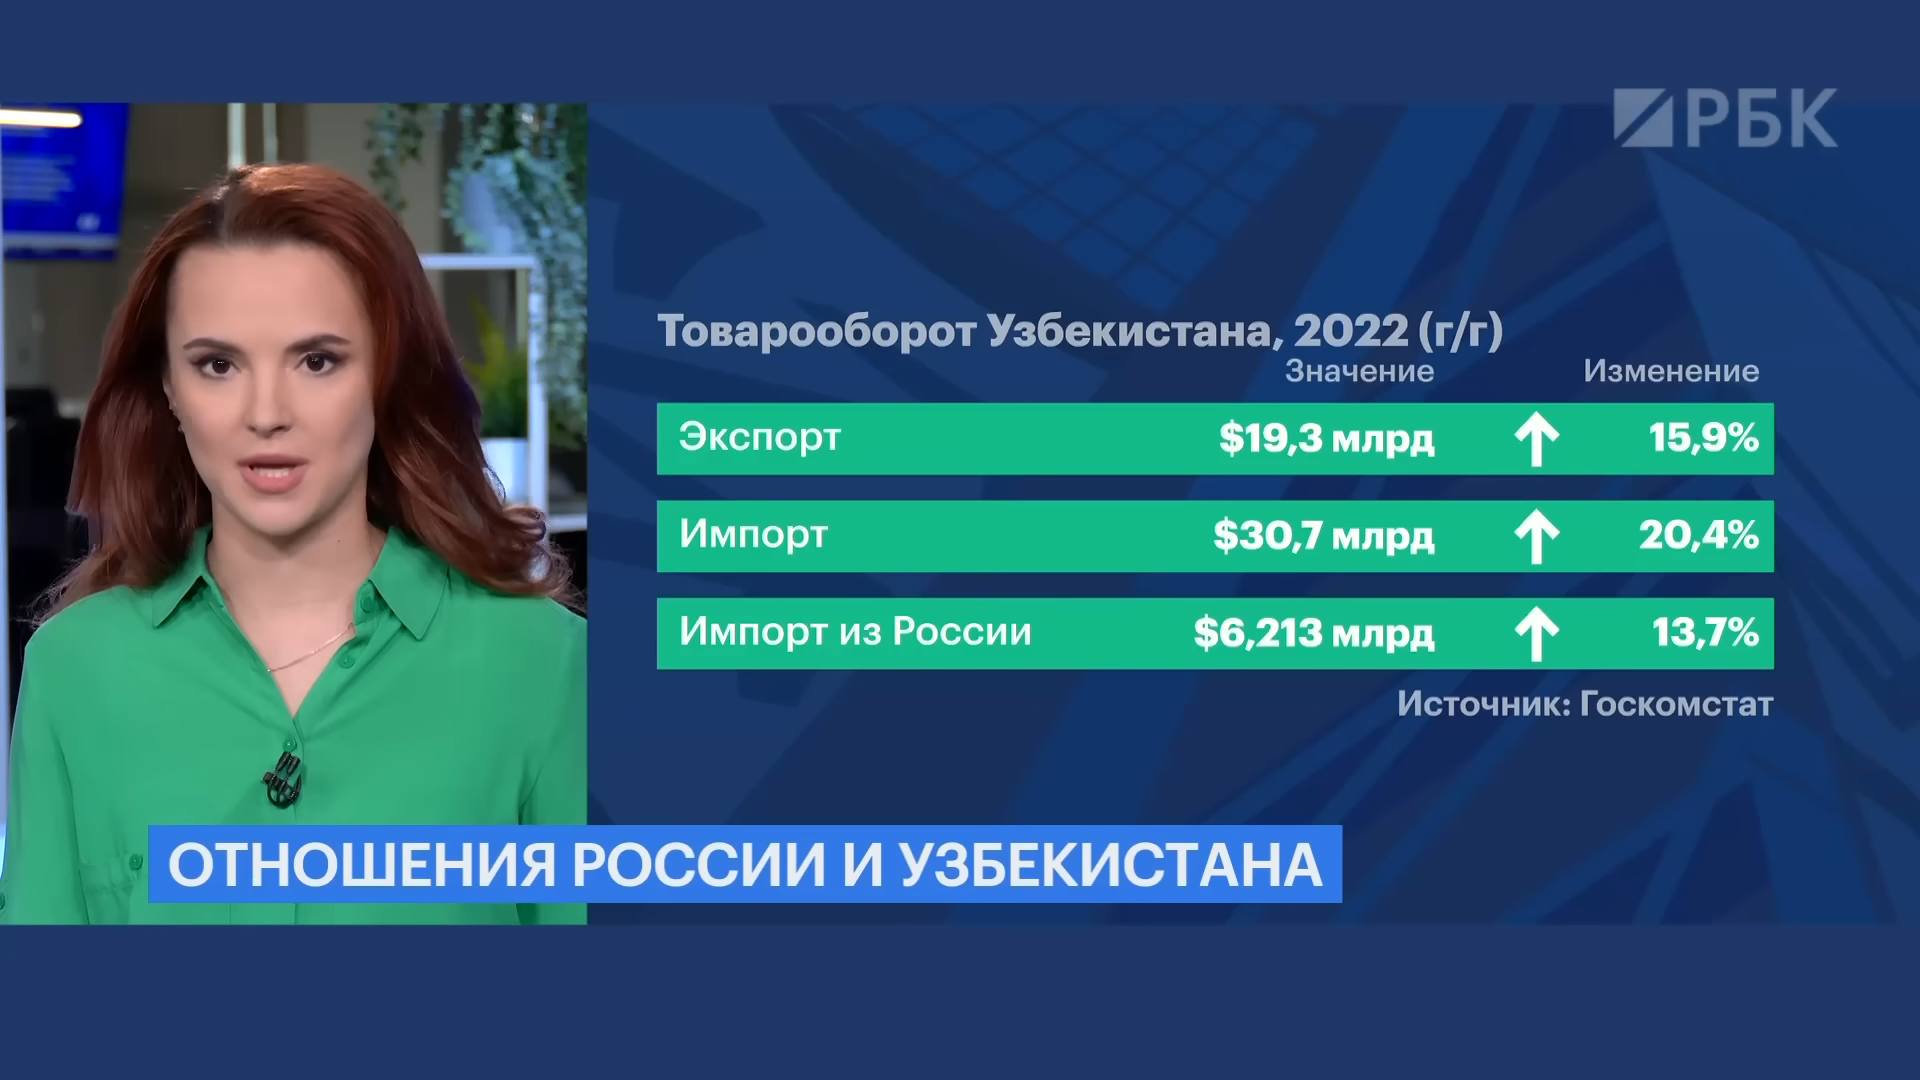 РБК
Товарооборот Узбекистана, 2022 (г/г)
Значение Изменение
Экспорт $19,3 млрд 15,9%
Импорт $30,7 млрд 20,4%
Импорт из России $6,213 млрд 13,7%
Источник: Госкомстат
ОТНОШЕНИЯ РОССИИ И УЗБЕКИСТАНА